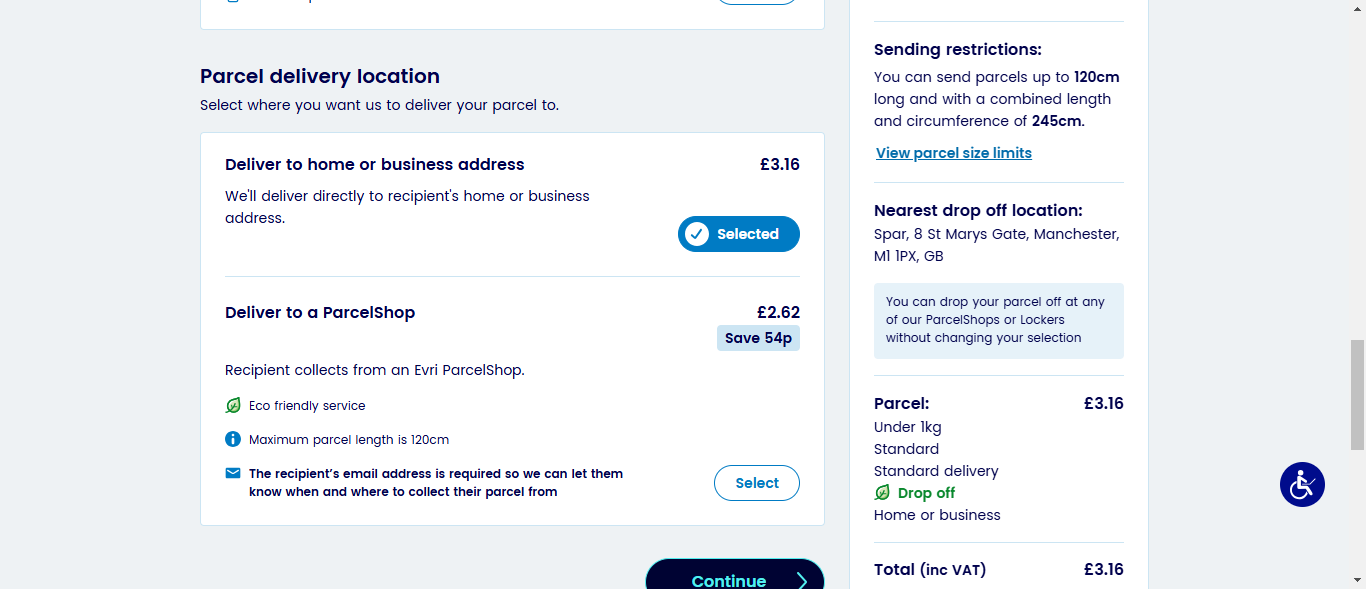 Parcel delivery location
Select where you want us to deliver your parcel to.
Deliver to home or business address
£3.16
We'll deliver directly to recipient's home or business
address.
Selected
Deliver to a ParcelShop
£2.62
Save 54p
Recipient collects from an Evri ParcelShop.
Eco friendly service
Maximum parcel length is 120cm
The recipient’s email address is required so we can let them
know when and where to collect their parcel from
Select
Continue
Sending restrictions:
You can send parcels up to 120cm
long and with a combined length
and circumference of 245cm.
View parcel size limits
Nearest drop off location:
Spar, 8 St Marys Gate, Manchester,
M1 1PX, GB
You can drop your parcel off at any
of our ParcelShops or Lockers
without changing your selection
Parcel:
£3.16
Under 1kg
Standard
Standard delivery
Drop off
Home or business
Total (inc VAT)
£3.16